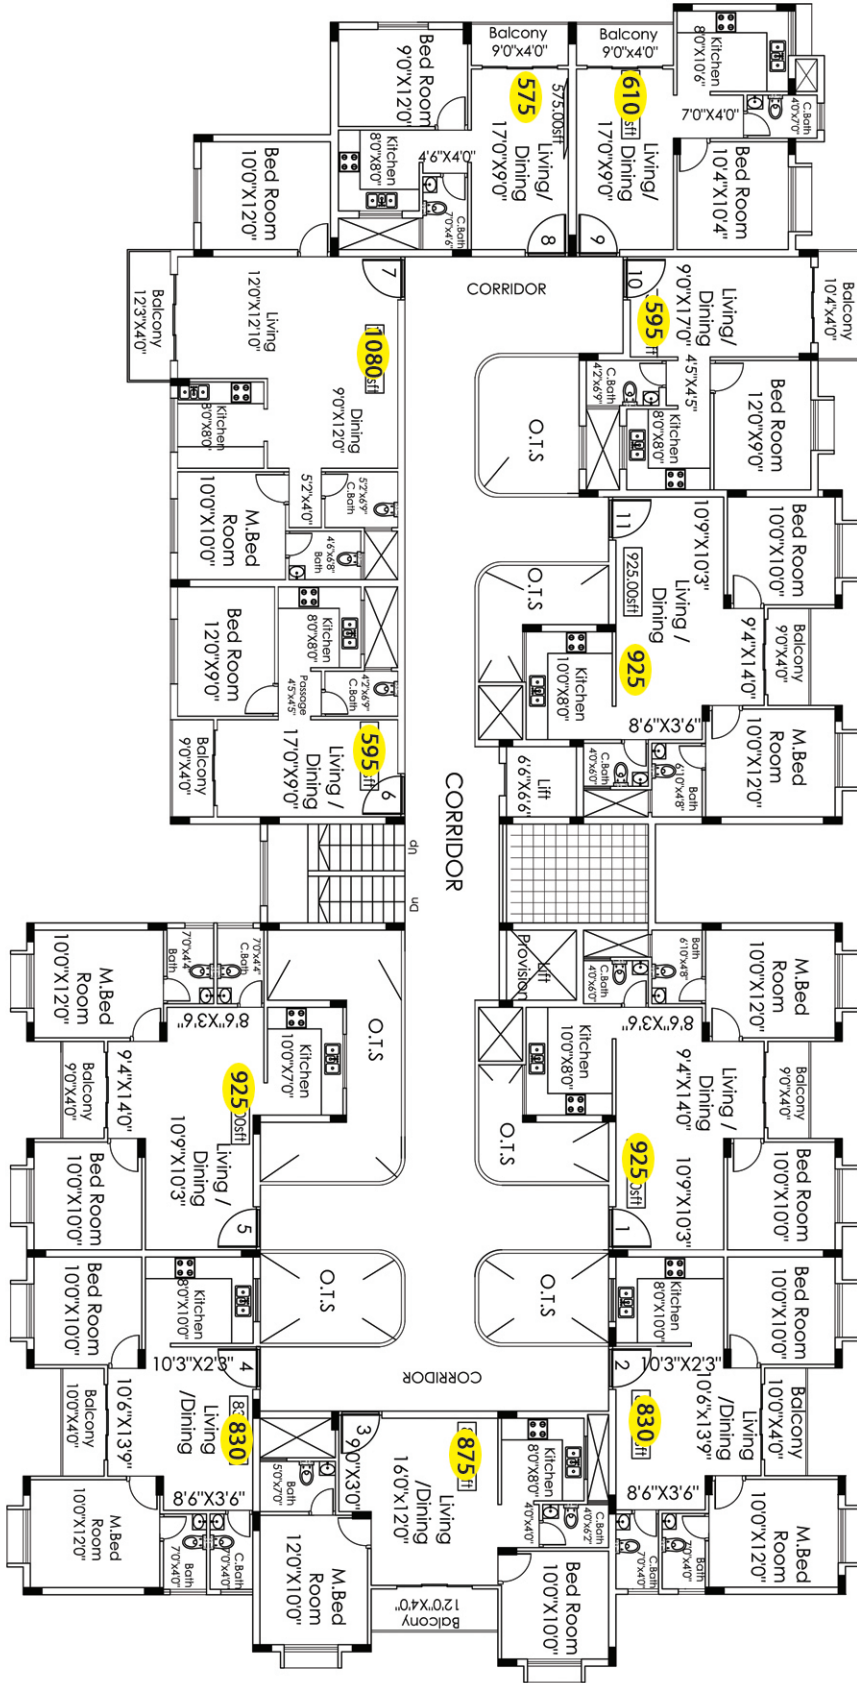 Balcony
9'0"x4'0"
Balcony
9'0"x4'0"
Kitchen
8'0"X10'6"
Bed Room
9'0"X12'0"
575
575.00sft
Living/
Dining
17'0"X9'0"
610
sft
Living/
Dining
17'0"X9'0"
7'0"X4'0"
C.Bath
4'0"x7'0"
Kitchen
8'0"X8'0"
4'6"X4'0"
C.Bath
7'0"x4'6"
Bed Room
10'0"X12'0"
Bed Room
10'4"X10'4"
8
9
7
10
CORRIDOR
Balcony
12'3"X4'0"
Living
12'0"X12'10"
1080
sft
Dining
9'0"X12'0"
Living/
Dining
9'0"X17'0"
595
ft
Balcony
10'4"x4'0"
4'5"X4'5"
C.Bath
4'2"x6'9"
Kitchen
8'0"X8'0"
Bed Room
12'0"X9'0"
O.T.S
Kitchen
8'0"X8'0"
5'2"x4'0"
5'2"x6'9"
C.Bath
M.Bed
Room
10'0"X10'0"
4'6"x6'8"
Bath
11
10'9"X10'3"
925.00sft
Living /
Dining
925
Bed Room
10'0"X10'0"
O.T.S
9'4"X14'0"
Balcony
9'0"X4'0"
Bed Room
12'0"X9'0"
Kitchen
8'0"X8'0"
Passage
4'5"x4'5"
C.Bath
4'2"x6'9"
Kitchen
10'0"X8'0"
8'6"X3'6"
M.Bed
Room
10'0"X12'0"
Balcony
9'0"X4'0"
Living /
Dining
17'0"X9'0"
595
ft
6
Lift
6'6"X6'6"
C.Bath
4'0"x6'0"
Bath
6'10"x4'8"
CORRIDOR
Up
Dn
M.Bed
Room
10'0"X12'0"
Bath
7'0"x4'4"
C.Bath
7'0"x4'4"
O.T.S
Lift
Provision
C.Bath
4'0"x6'0"
Bath
6'10"x4'8"
M.Bed
Room
10'0"X12'0"
8'6"X3'6"
Kitchen
10'0"X7'0"
Kitchen
10'0"X8'0"
8'6"X3'6"
Balcony
9'0"X4'0"
9'4"X14'0"
925
00sft
Living /
Dining
10'9"X10'3"
5
Living /
Dining
9'4"X14'0"
Balcony
9'0"X4'0"
O.T.S
925
0sft
10'9"X10'3"
1
Bed Room
10'0"X10'0"
Bed Room
10'0"X10'0"
Bed Room
10'0"X10'0"
Kitchen
8'0"X10'0"
O.T.S
O.T.S
Kitchen
8'0"X10'0"
Bed Room
10'0"X10'0"
10'3"X2'3"
4
CORRIDOR
2
10'3"X2'3"
Balcony
10'0"X4'0"
10'6"X13'9"
Living
/Dining
830
8'6"X3'6"
3
9'0"X3'0"
875
ft
Living
/Dining
16'0"X12'0"
Kitchen
8'0"X8'0"
830
sft
Living
/Dining
10'6"X13'9"
Balcony
10'0"X4'0"
8'6"X3'6"
M.Bed
Room
10'0"X12'0"
Bath
7'0"x4'0"
C.Bath
7'0"x4'0"
Bath
5'0"x7'0"
4'0"X4'0"
C.Bath
4'0"x6'2"
C.Bath
7'0"x4'0"
Bath
7'0"x4'0"
M.Bed
Room
10'0"X12'0"
M.Bed
Room
12'0"X10'0"
Balcony
12'0"X4'0"
Bed Room
10'0"X10'0"